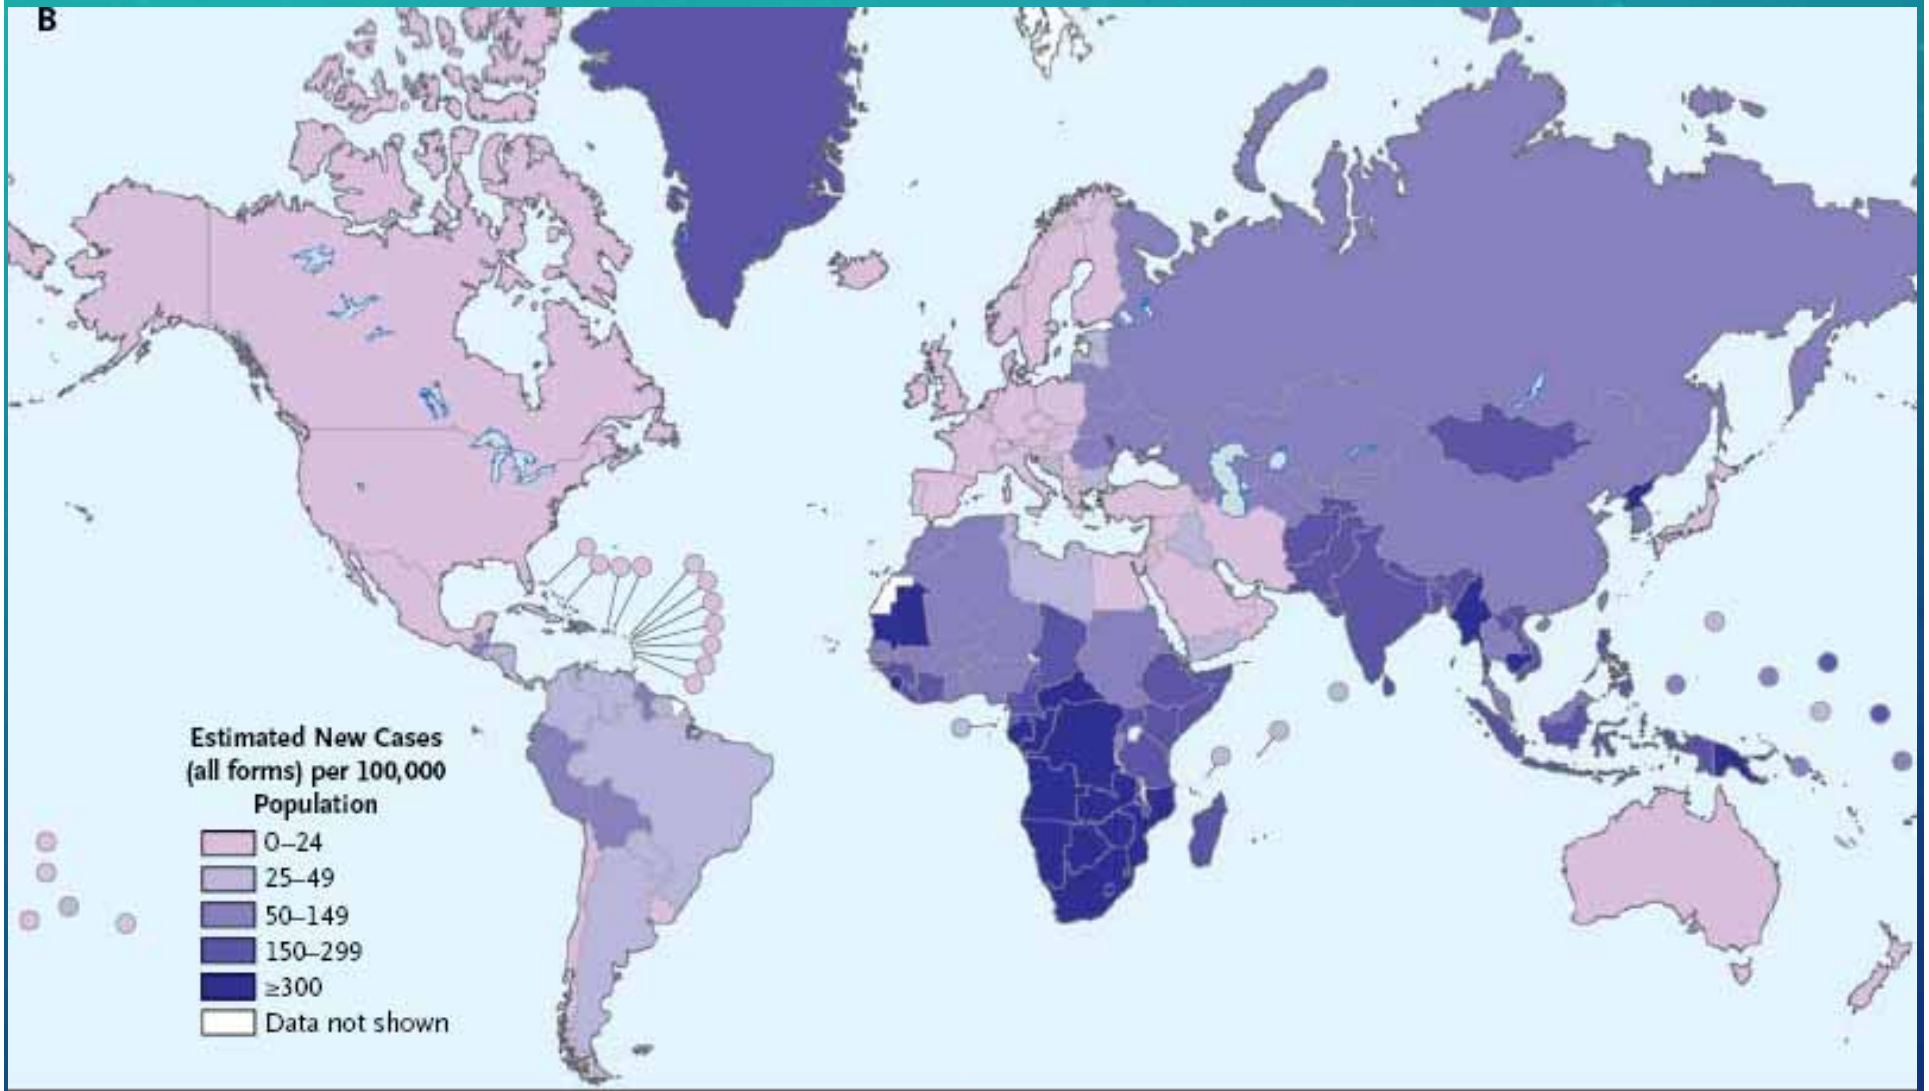 B
Estimated New Cases
(all forms) per 100,000
Population
0–24
25–49
50–149
150–299
≥300
Data not shown